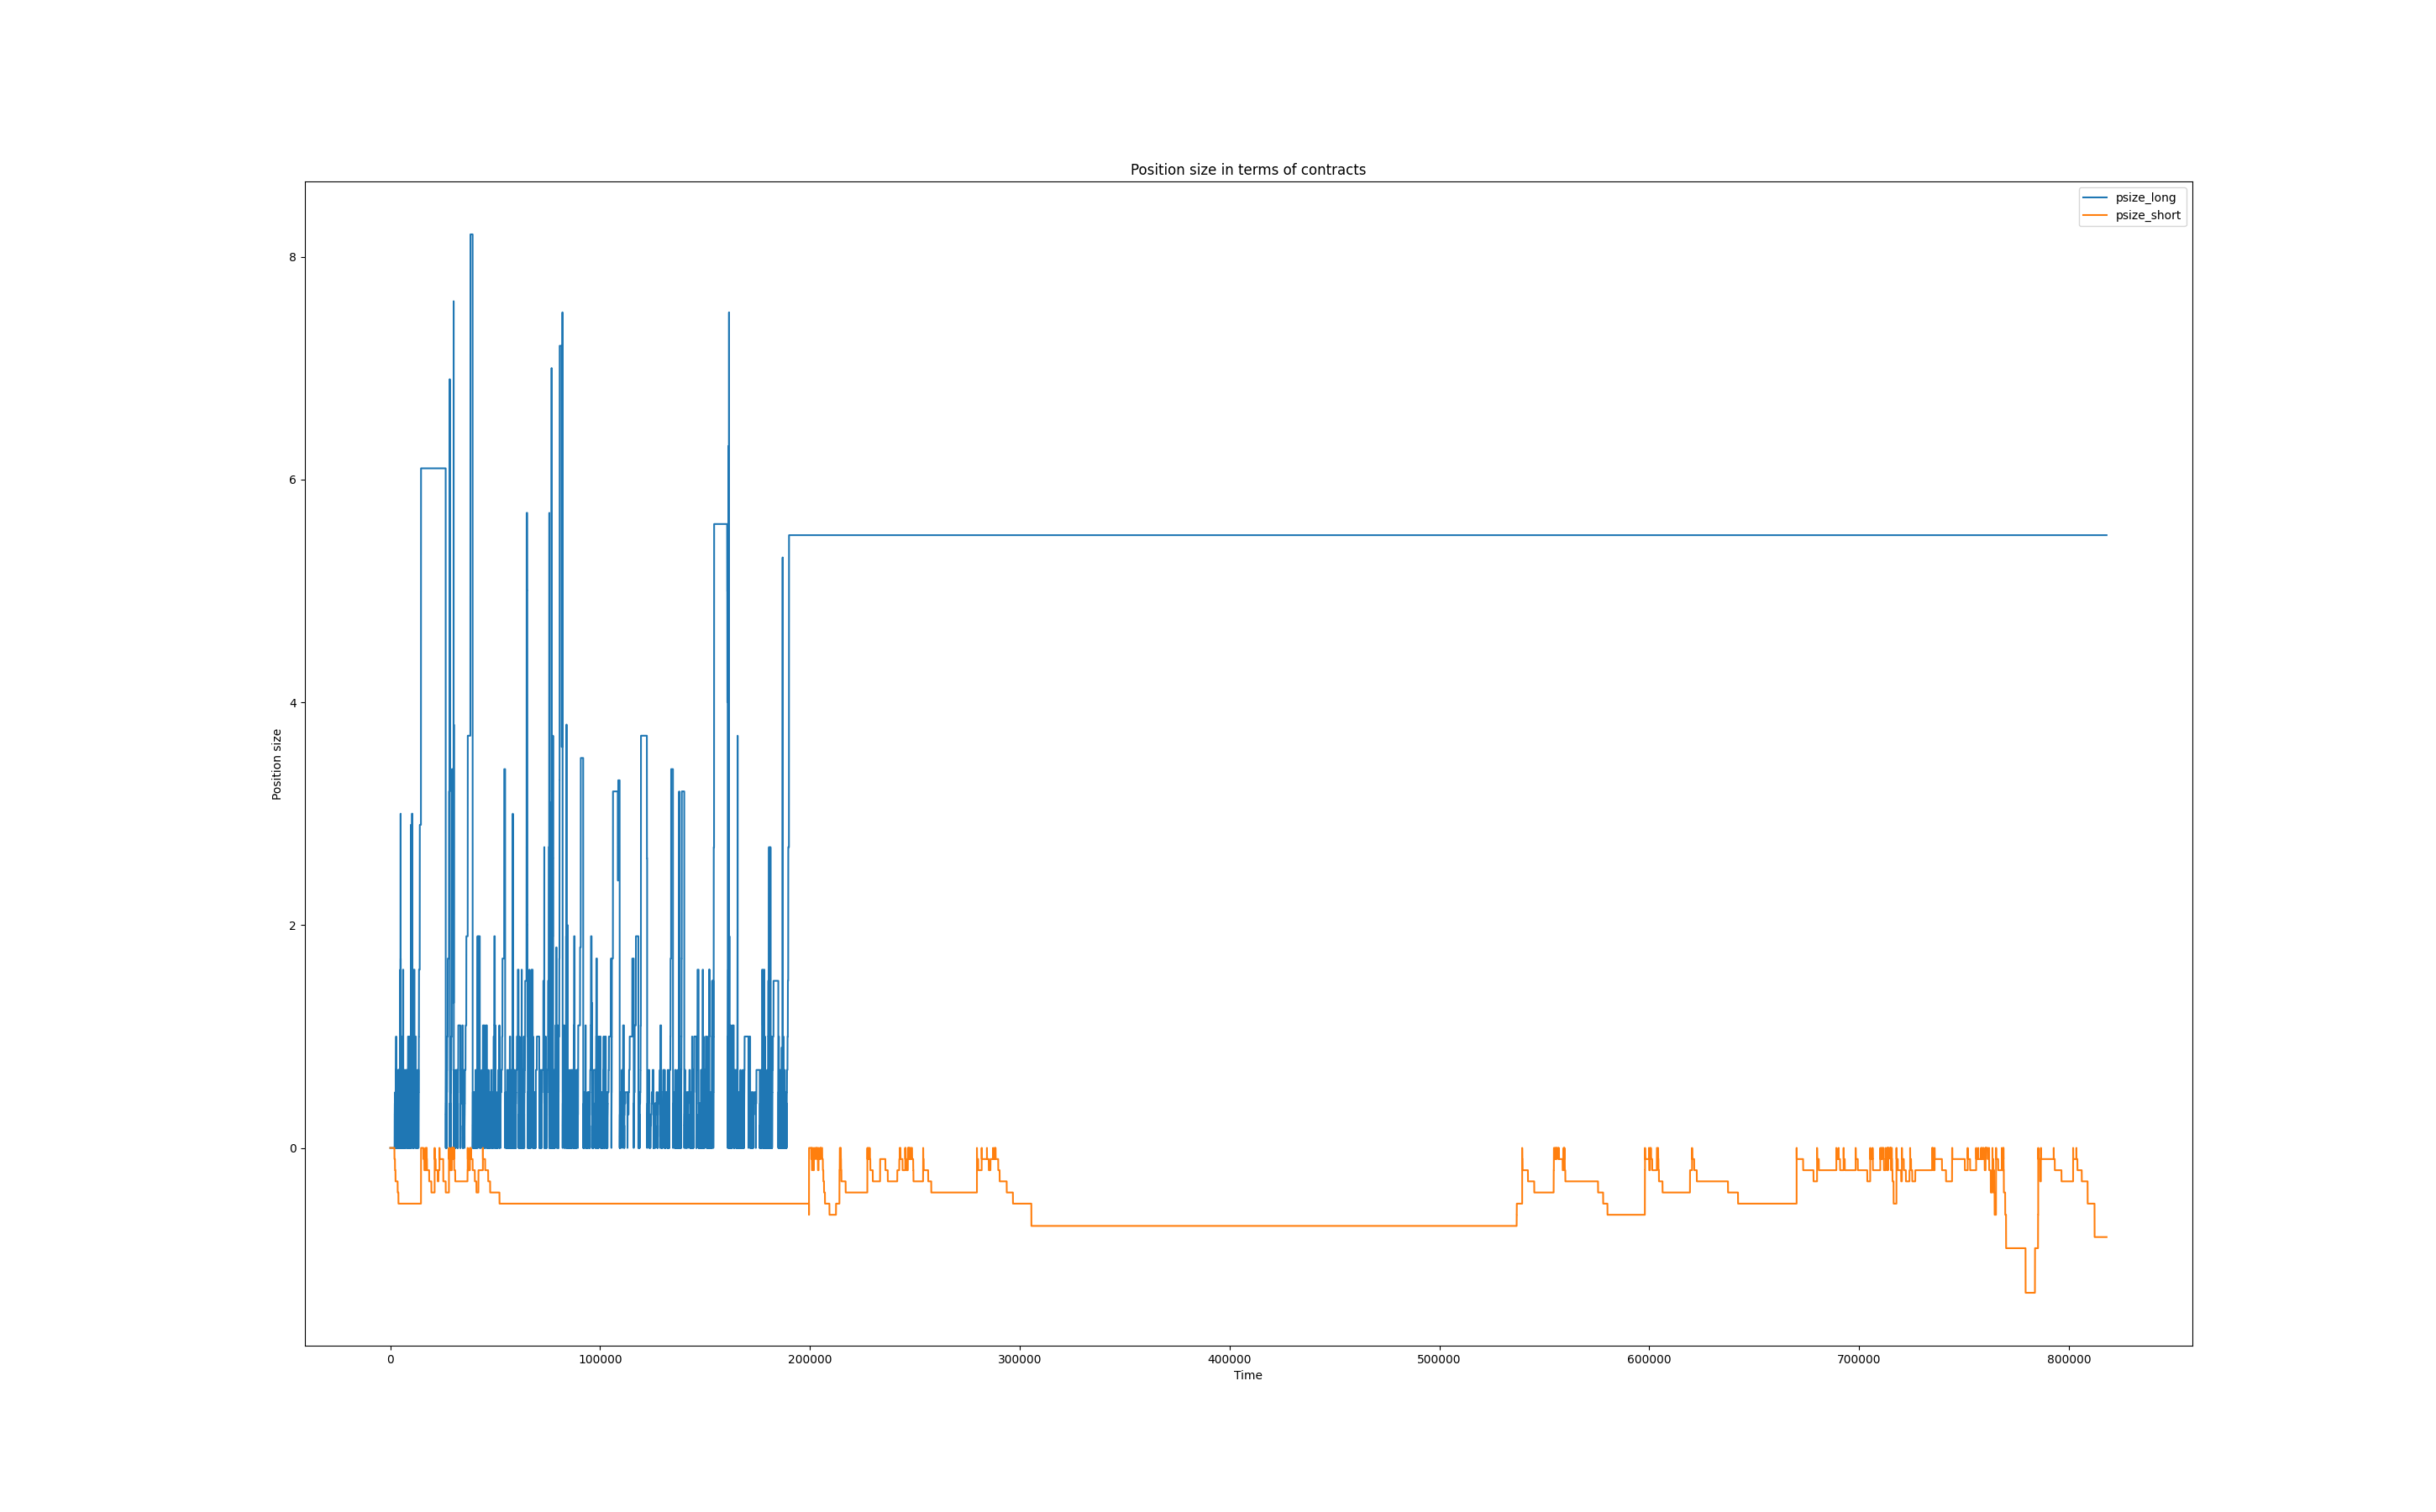 Position size in terms of contracts
psize_long
psize_short
8
6
4
2
0
Position size
0 100000 200000 300000 400000 500000 600000 700000 800000
Time